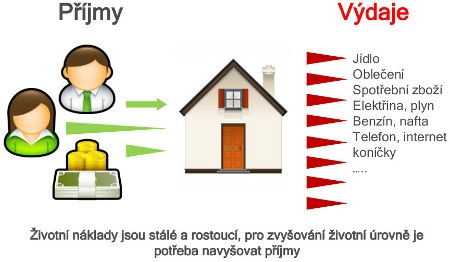 Příjmy
Výdaje
Jídlo
Oblečení
Spotřební zboží
Elektřina, plyn
Benzín, nafta
Telefon, internet
koníčky
.....
Životní náklady jsou stálé a rostoucí, pro zvyšování životní úrovně je
potřeba navyšovat příjmy